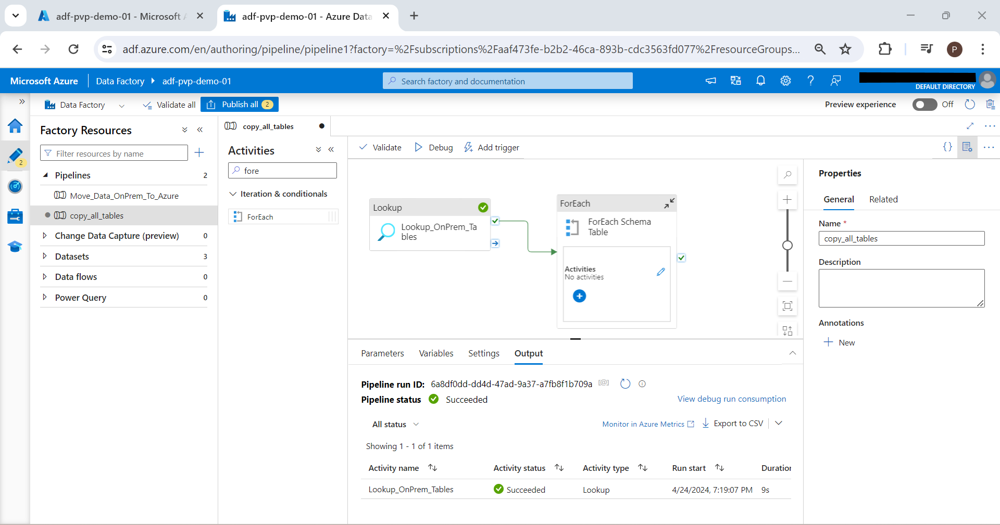 adf-pvp-demo-01 - Microsoft
adf-pvp-demo-01 - Azure Data
adf.azure.com/en/authoring/pipeline/pipeline1?factory=%2Fsubscriptions%2Faaf473fe-b2b2-46ca-893b-cdc3563fd077%2FresourceGroups...
P
Microsoft Azure
Data Factory
adf-pvp-demo-01
Search factory and documentation
DEFAULT DIRECTORY
Data Factory
Validate all
Publish all
2
Preview experience
Off
Factory Resources
Filter resources by name
2
Pipelines
2
Move_Data_OnPrem_To_Azure
copy_all_tables
Change Data Capture (preview)
0
Datasets
3
Data flows
0
Power Query
0
copy_all_tables
Activities
fore
Iteration & conditionals
ForEach
Validate
Debug
Add trigger
Lookup
Lookup_OnPrem_Ta
bles
ForEach
ForEach Schema
Table
Activities
No activities
Properties
General
Related
Name *
copy_all_tables
Description
Annotations
New
Parameters
Variables
Settings
Output
Pipeline run ID: 6a8df0dd-dd4d-47ad-9a37-a7fb8f1b709a
Pipeline status
Succeeded
View debug run consumption
All status
Monitor in Azure Metrics
Export to CSV
Showing 1 - 1 of 1 items
Activity name
Activity status
Activity type
Run start
Duration
Lookup_OnPrem_Tables
Succeeded
Lookup
4/24/2024, 7:19:07 PM
9s